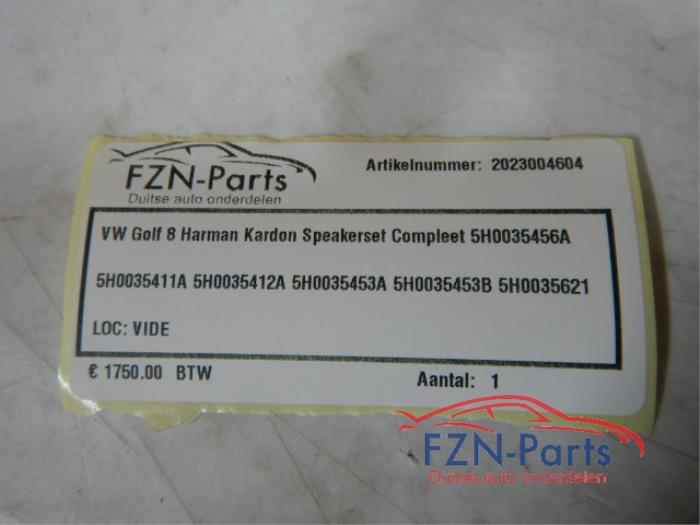 FZN-Parts
Duitse auto onderdelen
Artikelnummer: 2023004604
VW Golf 8 Harman Kardon Speakerset Compleet 5H0035456A
5H0035411A 5H0035412A 5H0035453A 5H0035453B 5H0035621
LOC: VIDE
€ 1750.00 BTW
Aantal: 1
FZN-Parts
Duitse auto onderdelen